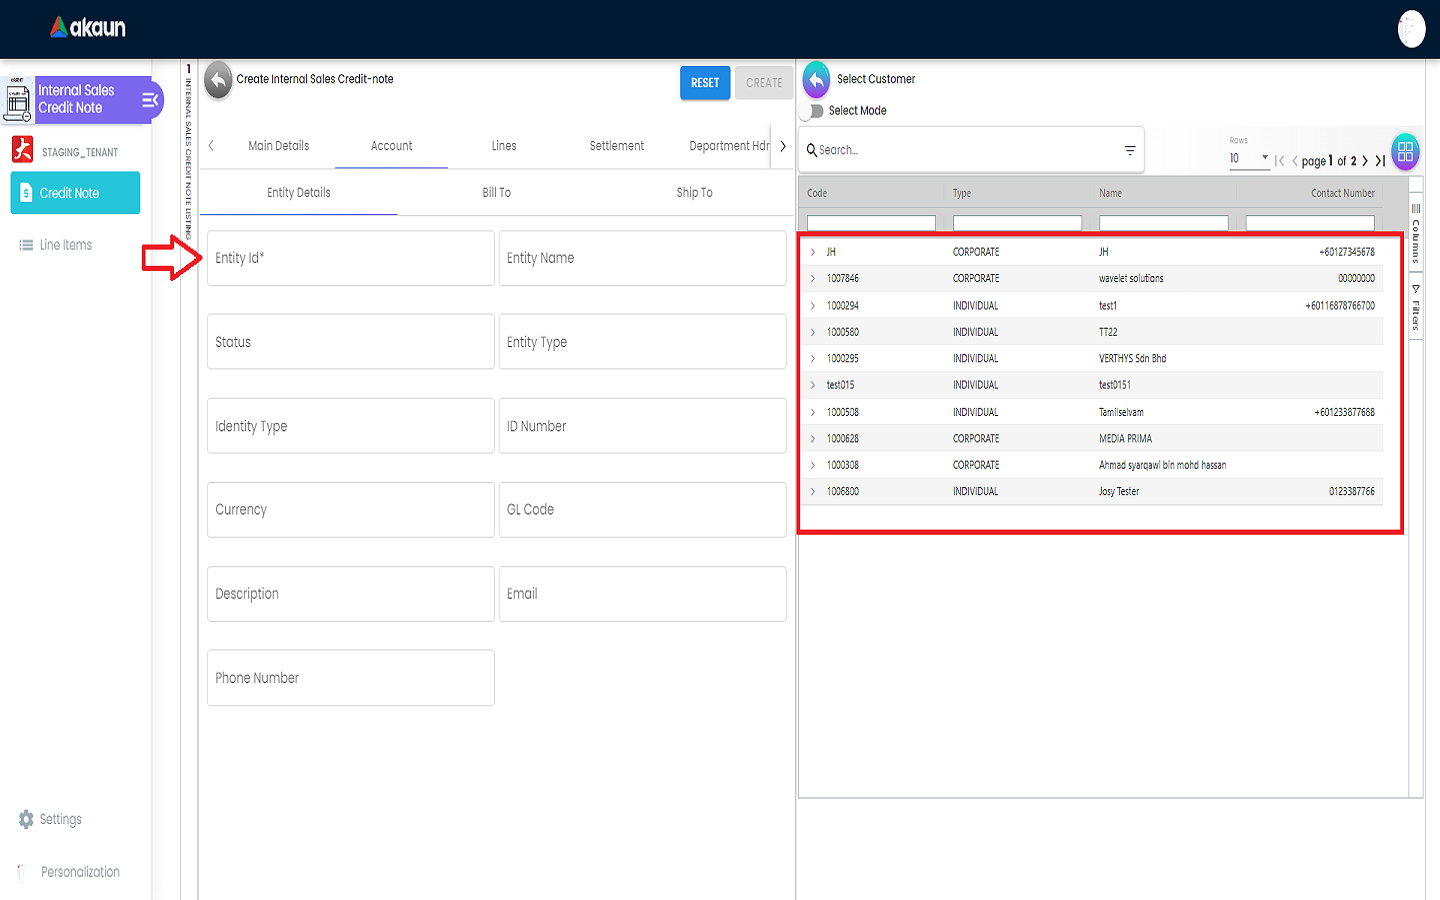 akaun
Internal Sales
Credit Note
STAGING_TENANT
Credit Note
Line Items
Settings
Personalization
1
INTERNAL SALES CREDIT NOTE LISTING
Create Internal Sales Credit-note
RESET
CREATE
Main Details
Account
Lines
Settlement
Department Hdr
Entity Details
Bill To
Ship To
Entity Id*
Entity Name
Status
Entity Type
Identity Type
ID Number
Currency
GL Code
Description
Email
Phone Number
Select Customer
Select Mode
Search...
Rows
10
page 1 of 2
Code Type Name Contact Number
JH CORPORATE JH +60127345678
1007846 CORPORATE wavelet solutions 00000000
1000294 INDIVIDUAL test1 +60116878766700
1000580 INDIVIDUAL TT22
1000295 INDIVIDUAL VERTHYS Sdn Bhd
test015 INDIVIDUAL test0151
1000508 INDIVIDUAL Tamilselvam +601233877688
1000628 CORPORATE MEDIA PRIMA
1000308 CORPORATE Ahmad syarqawi bin mohd hassan
1006800 INDIVIDUAL Josy Tester 0123387766
Columns
Filters